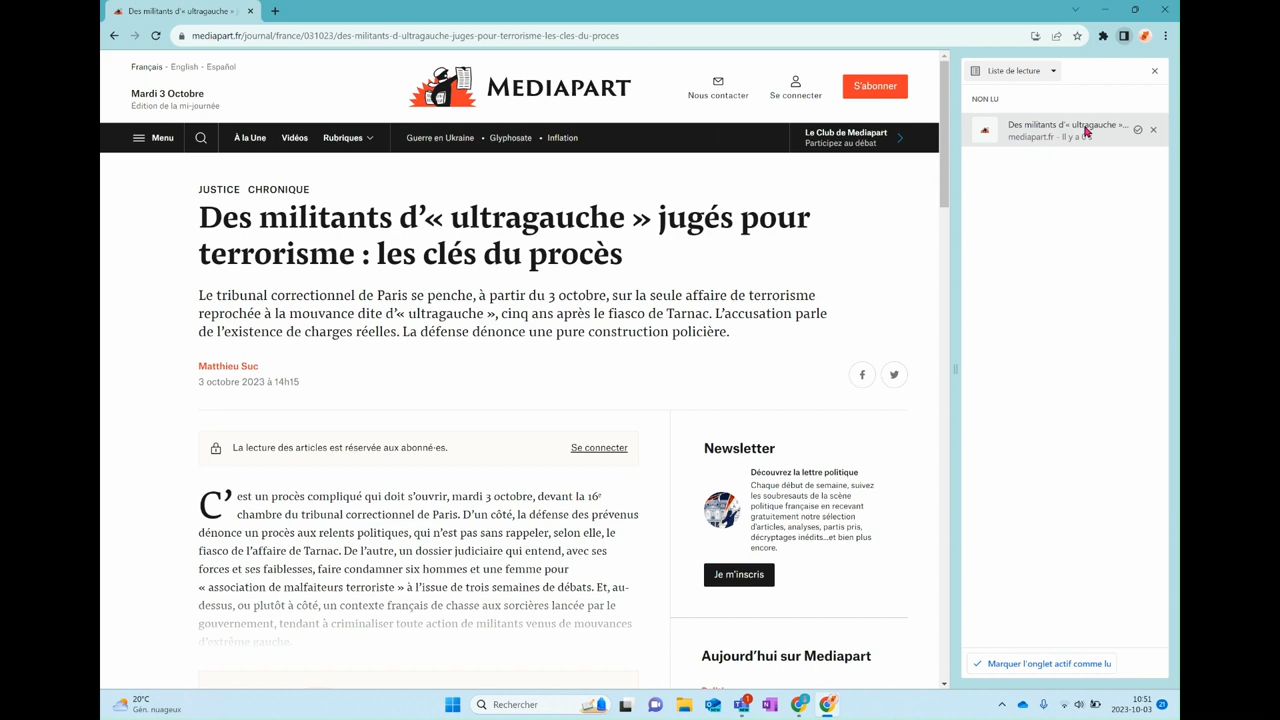 Des militants d'« ultragauche »
mediapart.fr/journal/france/031023/des-militants-d-ultragauche-juges-pour-terrorisme-les-cles-du-proces
Français - English - Español
Mardi 3 Octobre
Édition de la mi-journée
MEDIAPART
Nous contacter
Se connecter
S'abonner
Menu
À la Une
Vidéos
Rubriques
Guerre en Ukraine • Glyphosate • Inflation
Le Club de Mediapart
Participez au débat
JUSTICE CHRONIQUE
Des militants d'« ultragauche » jugés pour
terrorisme : les clés du procès
Le tribunal correctionnel de Paris se penche, à partir du 3 octobre, sur la seule affaire de terrorisme
reprochée à la mouvance dite d'« ultragauche », cinq ans après le fiasco de Tarnac. L'accusation parle
de l'existence de charges réelles. La défense dénonce une pure construction policière.
Matthieu Suc
3 octobre 2023 à 14h15
La lecture des articles est réservée aux abonné·es.
Se connecter
C'est un procès compliqué qui doit s'ouvrir, mardi 3 octobre, devant la 16e
chambre du tribunal correctionnel de Paris. D'un côté, la défense des prévenus
dénonce un procès aux relents politiques, qui n'est pas sans rappeler, selon elle, le
fiasco de l'affaire de Tarnac. De l'autre, un dossier judiciaire qui entend, avec ses
forces et ses faiblesses, faire condamner six hommes et une femme pour
« association de malfaiteurs terroriste » à l'issue de trois semaines de débats. Et, au-
dessus, ou plutôt à côté, un contexte français de chasse aux sorcières lancée par le
gouvernement, tendant à criminaliser toute action de militants venus de mouvances
d'extrême gauche.
Newsletter
Découvrez la lettre politique
Chaque début de semaine, suivez
les soubresauts de la scène
politique française en recevant
gratuitement notre sélection
d'articles, analyses, partis pris,
décryptages inédits...et bien plus
encore.
Je m'inscris
Aujourd'hui sur Mediapart
Liste de lecture
NON LU
Des militants d'« ultragauche »...
mediapart.fr - Il y a
Marquer l'onglet actif comme lu
20°C
Gén. nuageux
Rechercher
1
10:51
2023-10-03
21